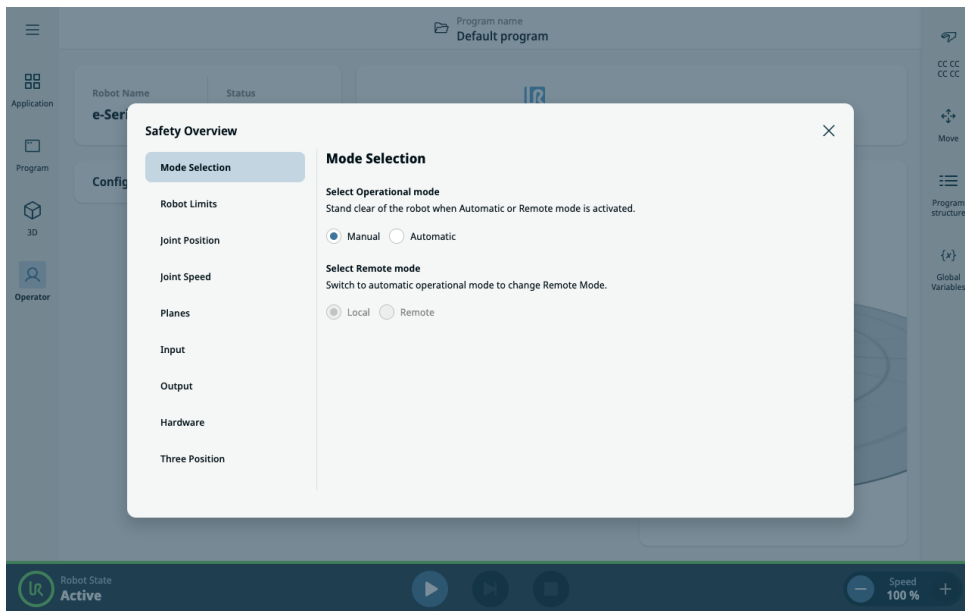 Program name
Default program
Application
Program
3D
Operator
Robot Name
Status
e-Seri
Config
Safety Overview
Mode Selection
Robot Limits
Joint Position
Joint Speed
Planes
Input
Output
Hardware
Three Position
Mode Selection
Select Operational mode
Stand clear of the robot when Automatic or Remote mode is activated.
Manual Automatic
Select Remote mode
Switch to automatic operational mode to change Remote Mode.
Local Remote
CC CC
CC CC
Move
Program
structure
{x}
Global
Variables
Robot State
Active
Speed
100 %